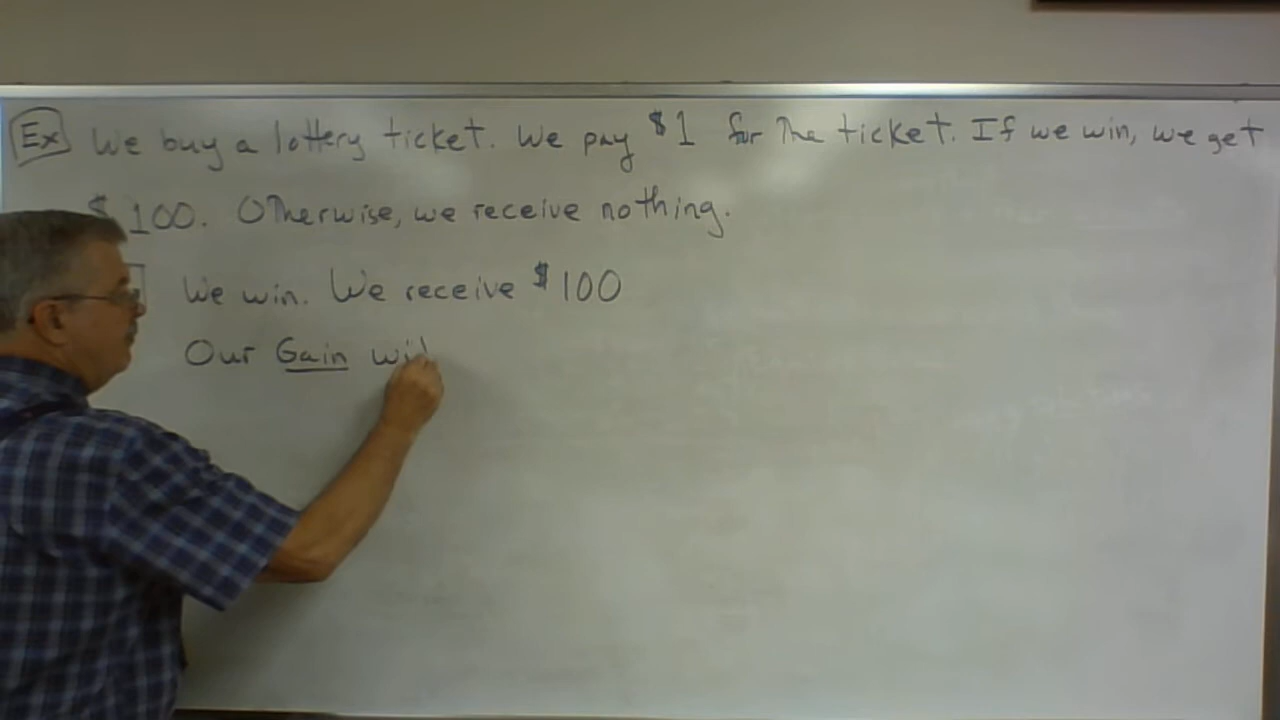 Ex We buy a lottery ticket. We pay $1 for The ticket. If we win, we get
$100. Otherwise, we receive nothing.
We win. We receive $100
Our Gain wil